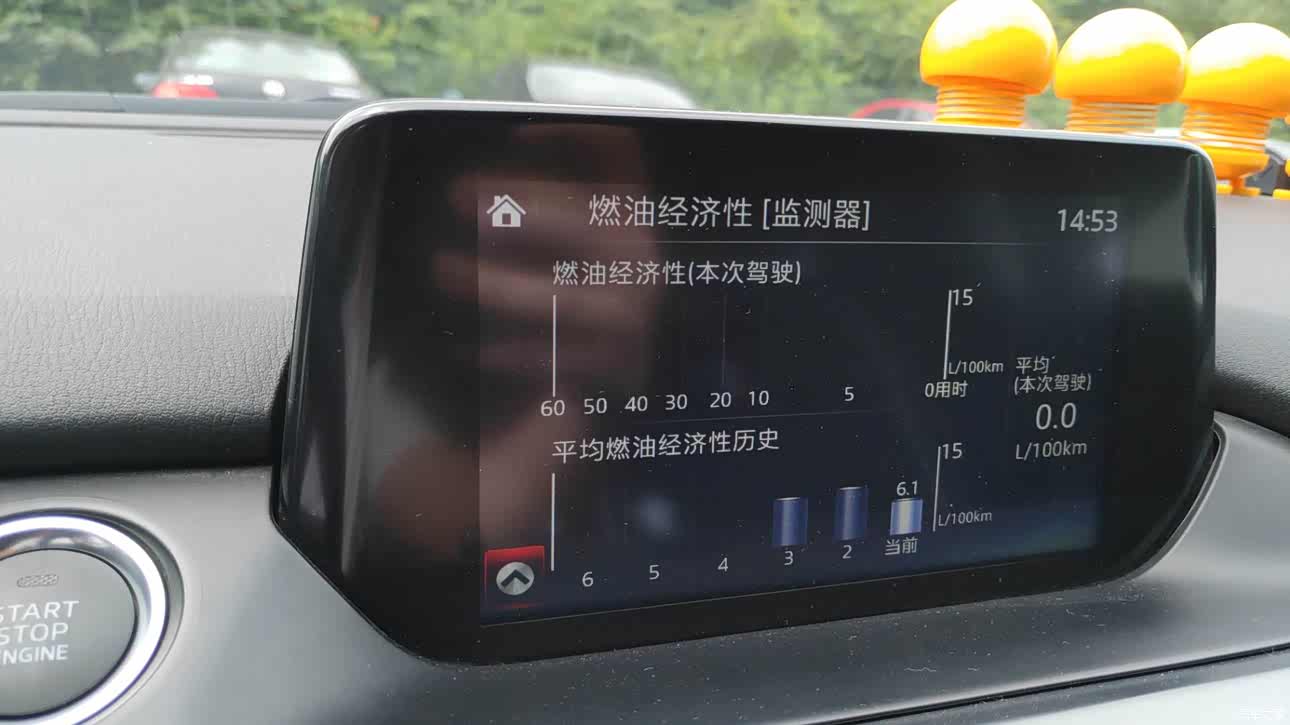 燃油经济性 [监测器]
14:53
燃油经济性(本次驾驶)
15
L/100km
60 50 40 30 20 10 5 0用时
平均
(本次驾驶)
0.0
L/100km
平均燃油经济性历史
15
6.1
L/100km
6 5 4 3 2 当前
START
STOP
ENGINE